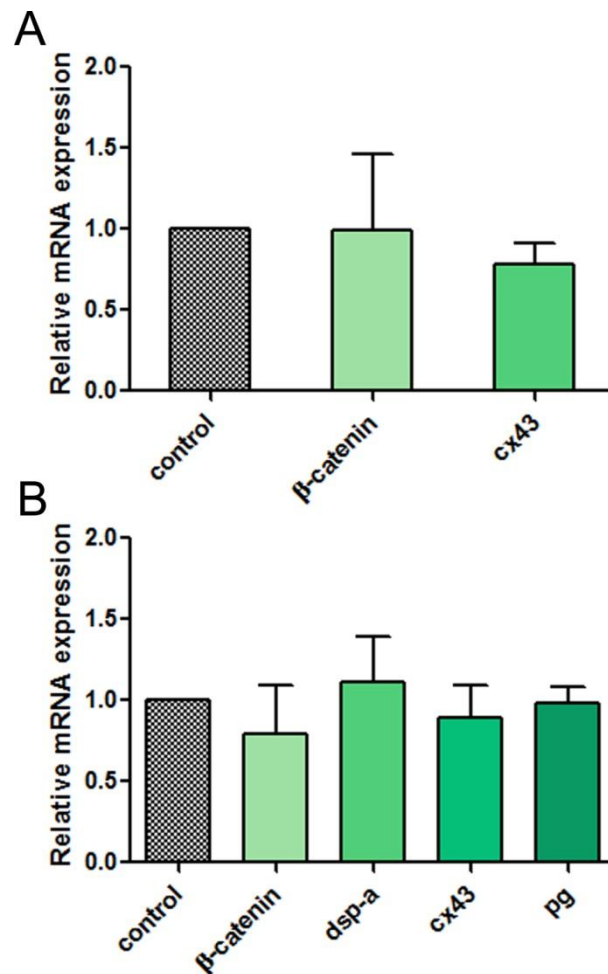 A
Relative mRNA expression
2.0
1.5
1.0
0.5
0.0
control
β-catenin
cx43
B
Relative mRNA expression
2.0
1.5
1.0
0.5
0.0
control
β-catenin
dsp-a
cx43
pg